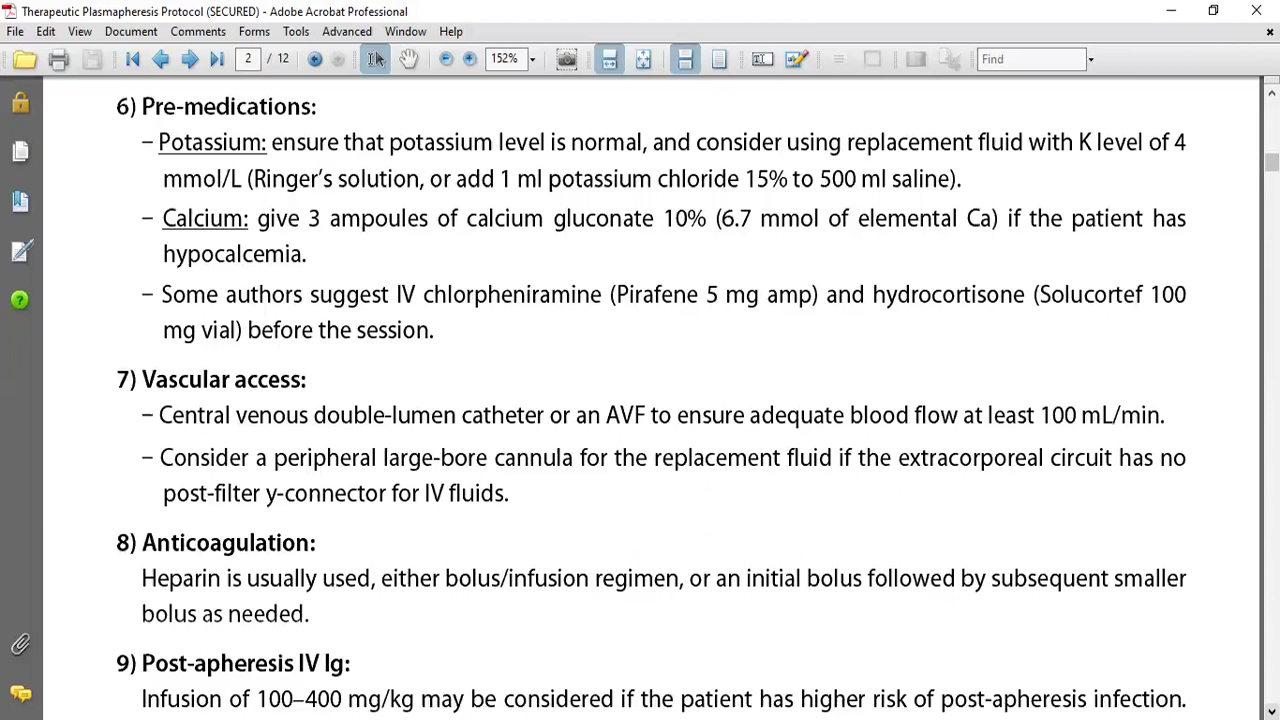 Therapeutic Plasmapheresis Protocol (SECURED) - Adobe Acrobat Professional
File Edit View Document Comments Forms Tools Advanced Window Help
2 / 12 152% Find
6) Pre-medications:
– Potassium: ensure that potassium level is normal, and consider using replacement fluid with K level of 4
mmol/L (Ringer’s solution, or add 1 ml potassium chloride 15% to 500 ml saline).
– Calcium: give 3 ampoules of calcium gluconate 10% (6.7 mmol of elemental Ca) if the patient has
hypocalcemia.
– Some authors suggest IV chlorpheniramine (Pirafene 5 mg amp) and hydrocortisone (Solucortef 100
mg vial) before the session.
7) Vascular access:
– Central venous double-lumen catheter or an AVF to ensure adequate blood flow at least 100 mL/min.
– Consider a peripheral large-bore cannula for the replacement fluid if the extracorporeal circuit has no
post-filter y-connector for IV fluids.
8) Anticoagulation:
Heparin is usually used, either bolus/infusion regimen, or an initial bolus followed by subsequent smaller
bolus as needed.
9) Post-apheresis IV Ig:
Infusion of 100–400 mg/kg may be considered if the patient has higher risk of post-apheresis infection.